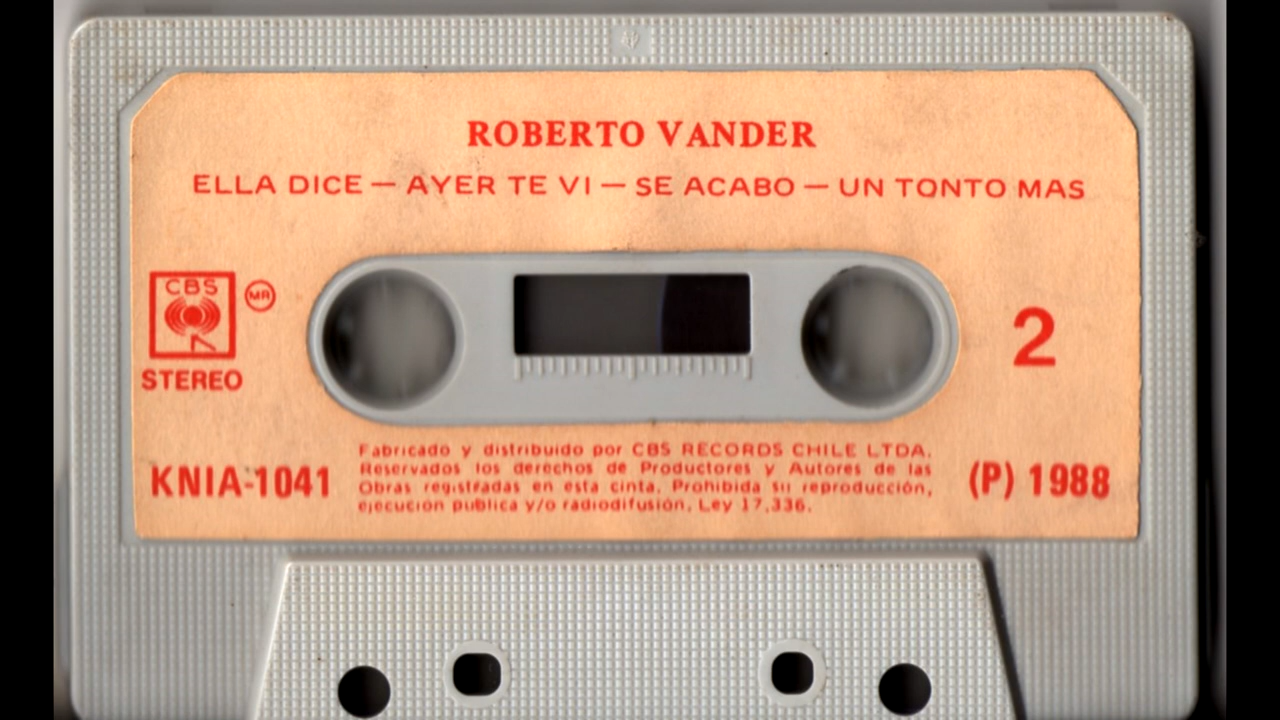 ROBERTO VANDER
ELLA DICE — AYER TE VI — SE ACABO — UN TONTO MAS
CBS
MR
STEREO
2
KNIA-1041
Fabricado y distribuido por CBS RECORDS CHILE LTDA.
Reservados los derechos de Productores y Autores de las
Obras registradas en esta cinta. Prohibida su reproducción,
ejecución pública y/o radiodifusión. Ley 17.336.
(P) 1988